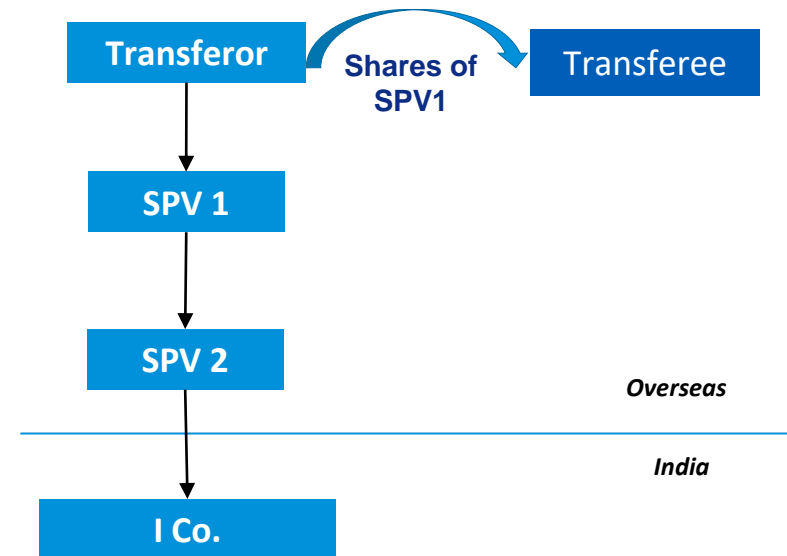 Transferor
Shares of
SPV1
Transferee
SPV 1
SPV 2
Overseas
India
I Co.